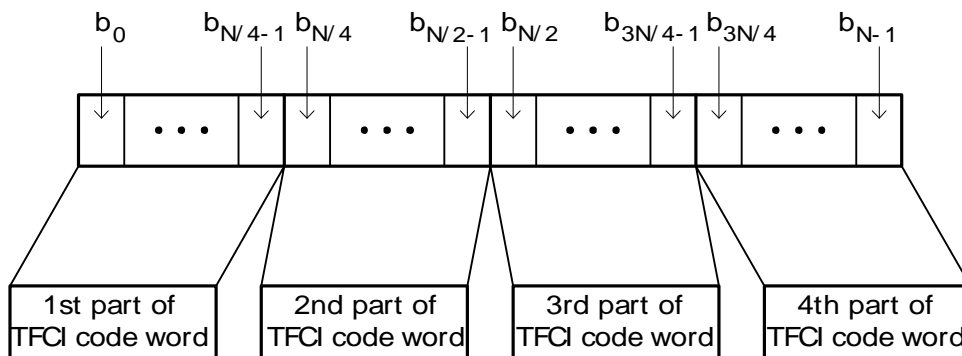 b0 bN/4-1 bN/4 bN/2-1 bN/2 b3N/4-1 b3N/4 bN-1
1st part of TFCI code word
2nd part of TFCI code word
3rd part of TFCI code word
4th part of TFCI code word